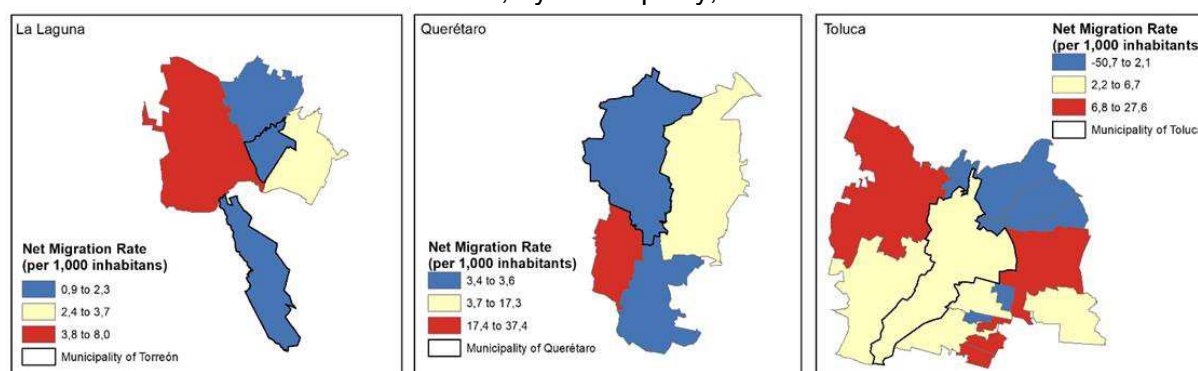 La Laguna
Net Migration Rate
(per 1,000 inhabitans)
0,9 to 2,3
2,4 to 3,7
3,8 to 8,0
Municipality of Torreón
Querétaro
Net Migration Rate
(per 1,000 inhabitants)
3,4 to 3,6
3,7 to 17,3
17,4 to 37,4
Municipality of Querétaro
Toluca
Net Migration Rate
(per 1,000 inhabitants
-50,7 to 2,1
2,2 to 6,7
6,8 to 27,6
Municipality of Toluca